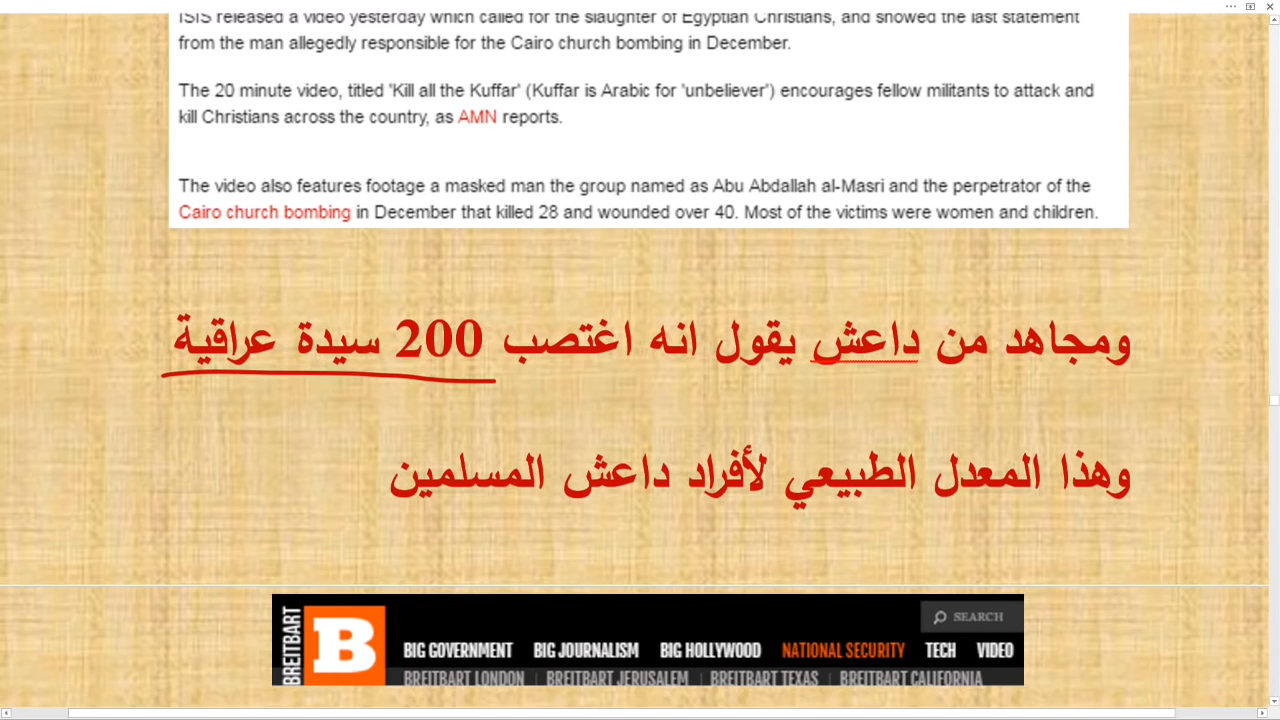 ISIS released a video yesterday which called for the slaughter of Egyptian Christians, and showed the last statement
from the man allegedly responsible for the Cairo church bombing in December.
The 20 minute video, titled 'Kill all the Kuffar' (Kuffar is Arabic for 'unbeliever') encourages fellow militants to attack and
kill Christians across the country, as AMN reports.
The video also features footage a masked man the group named as Abu Abdallah al-Masri and the perpetrator of the
Cairo church bombing in December that killed 28 and wounded over 40. Most of the victims were women and children.
ومجاهد من داعش يقول انه اغتصب 200 سيدة عراقية
وهذا المعدل الطبيعي لأفراد داعش المسلمين
SEARCH
BREITBART
B
BIG GOVERNMENT BIG JOURNALISM BIG HOLLYWOOD NATIONAL SECURITY TECH VIDEO
BREITBART LONDON | BREITBART JERUSALEM | BREITBART TEXAS | BREITBART CALIFORNIA